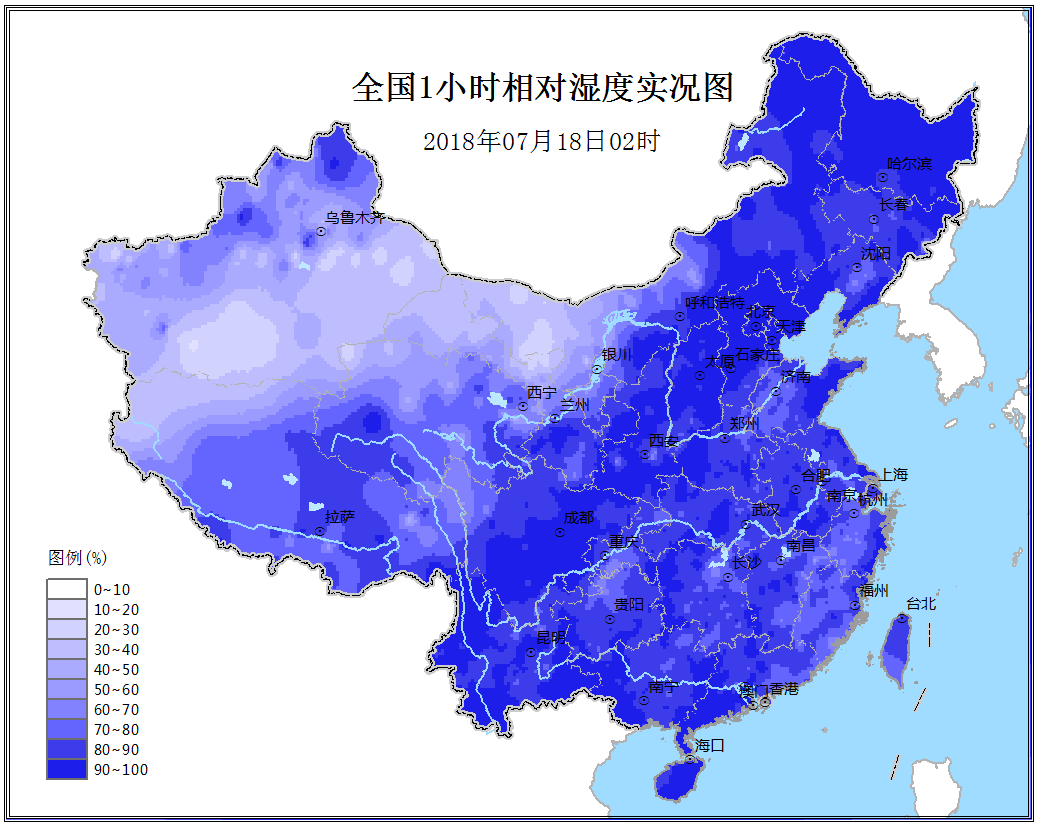 全国1小时相对湿度实况图
2018年07月18日02时
哈尔滨
长春
乌鲁木齐
沈阳
呼和浩特
北京
天津
银川
太原
石家庄
济南
西宁
兰州
郑州
西安
合肥
上海
南京
杭州
拉萨
成都
武汉
重庆
南昌
长沙
福州
贵阳
台北
昆明
南宁
澳门
香港
海口
图例(%)
0~10
10~20
20~30
30~40
40~50
50~60
60~70
70~80
80~90
90~100